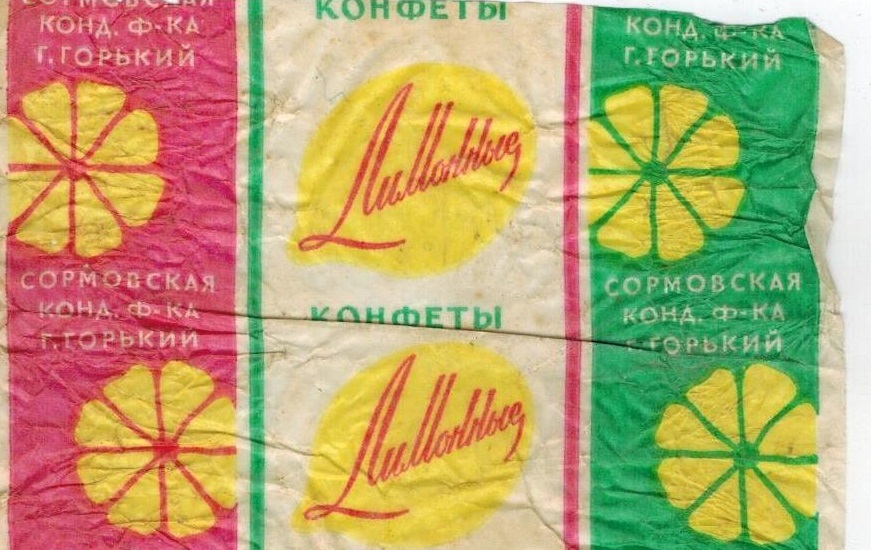 СОРМОВСКАЯ
КОНД. Ф-КА
Г. ГОРЬКИЙ
КОНФЕТЫ
Лимонные
КОНД. Ф-КА
Г. ГОРЬКИЙ
СОРМОВСКАЯ
КОНД. Ф-КА
Г. ГОРЬКИЙ
КОНФЕТЫ
Лимонные
СОРМОВСКАЯ
КОНД. Ф-КА
Г. ГОРЬКИЙ